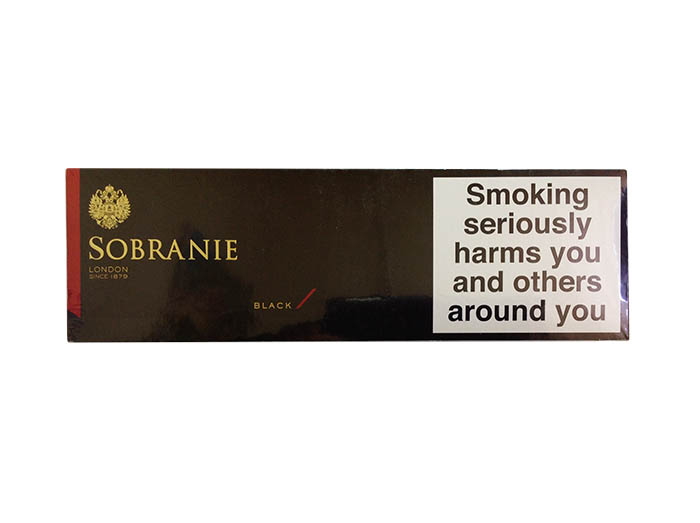 SOBRANIE
LONDON
SINCE 1879
BLACK
Smoking
seriously
harms you
and others
around you